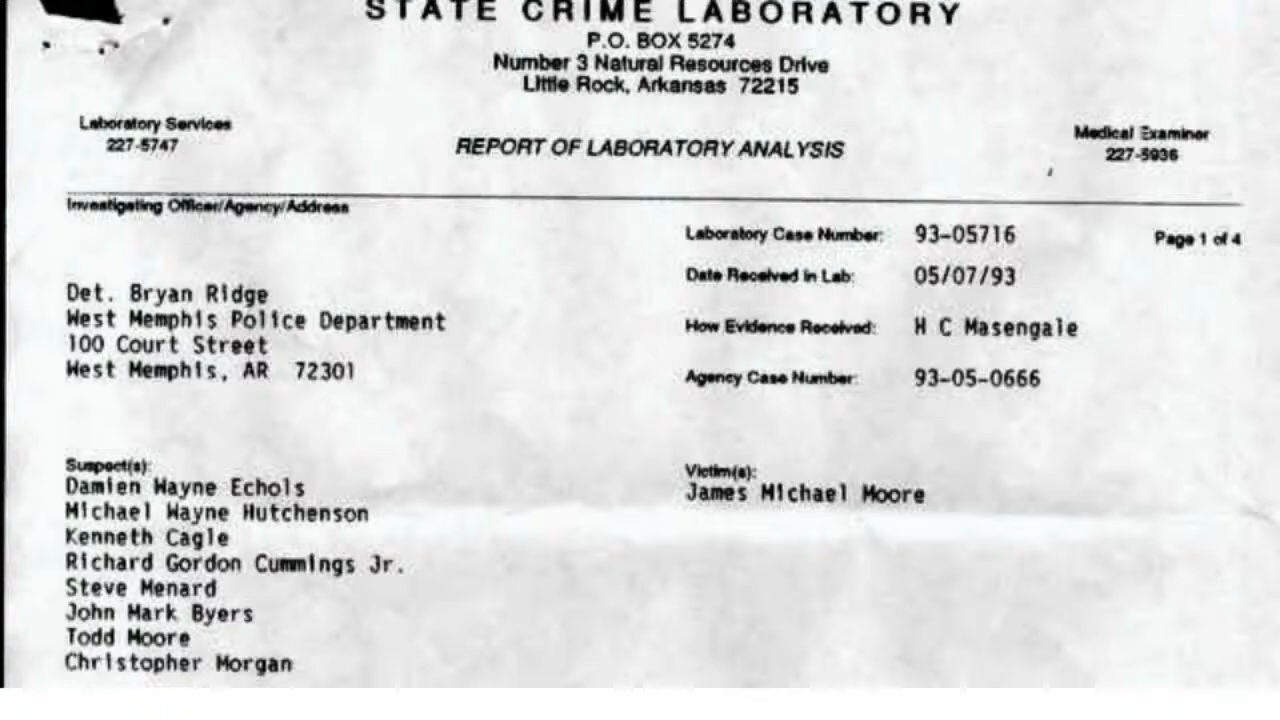 STATE CRIME LABORATORY
P.O. BOX 5274
Number 3 Natural Resources Drive
Little Rock, Arkansas 72215
Laboratory Services
227-5747
REPORT OF LABORATORY ANALYSIS
Medical Examiner
227-5936
Investigating Officer/Agency/Address
Laboratory Case Number: 93-05716
Page 1 of 4
Date Received in Lab: 05/07/93
Det. Bryan Ridge
West Memphis Police Department
100 Court Street
West Memphis, AR 72301
How Evidence Received: H C Masengale
Agency Case Number: 93-05-0666
Suspect(s):
Damien Wayne Echols
Michael Wayne Hutchenson
Kenneth Cagle
Richard Gordon Cummings Jr.
Steve Menard
John Mark Byers
Todd Moore
Christopher Morgan
Victim(s):
James Michael Moore